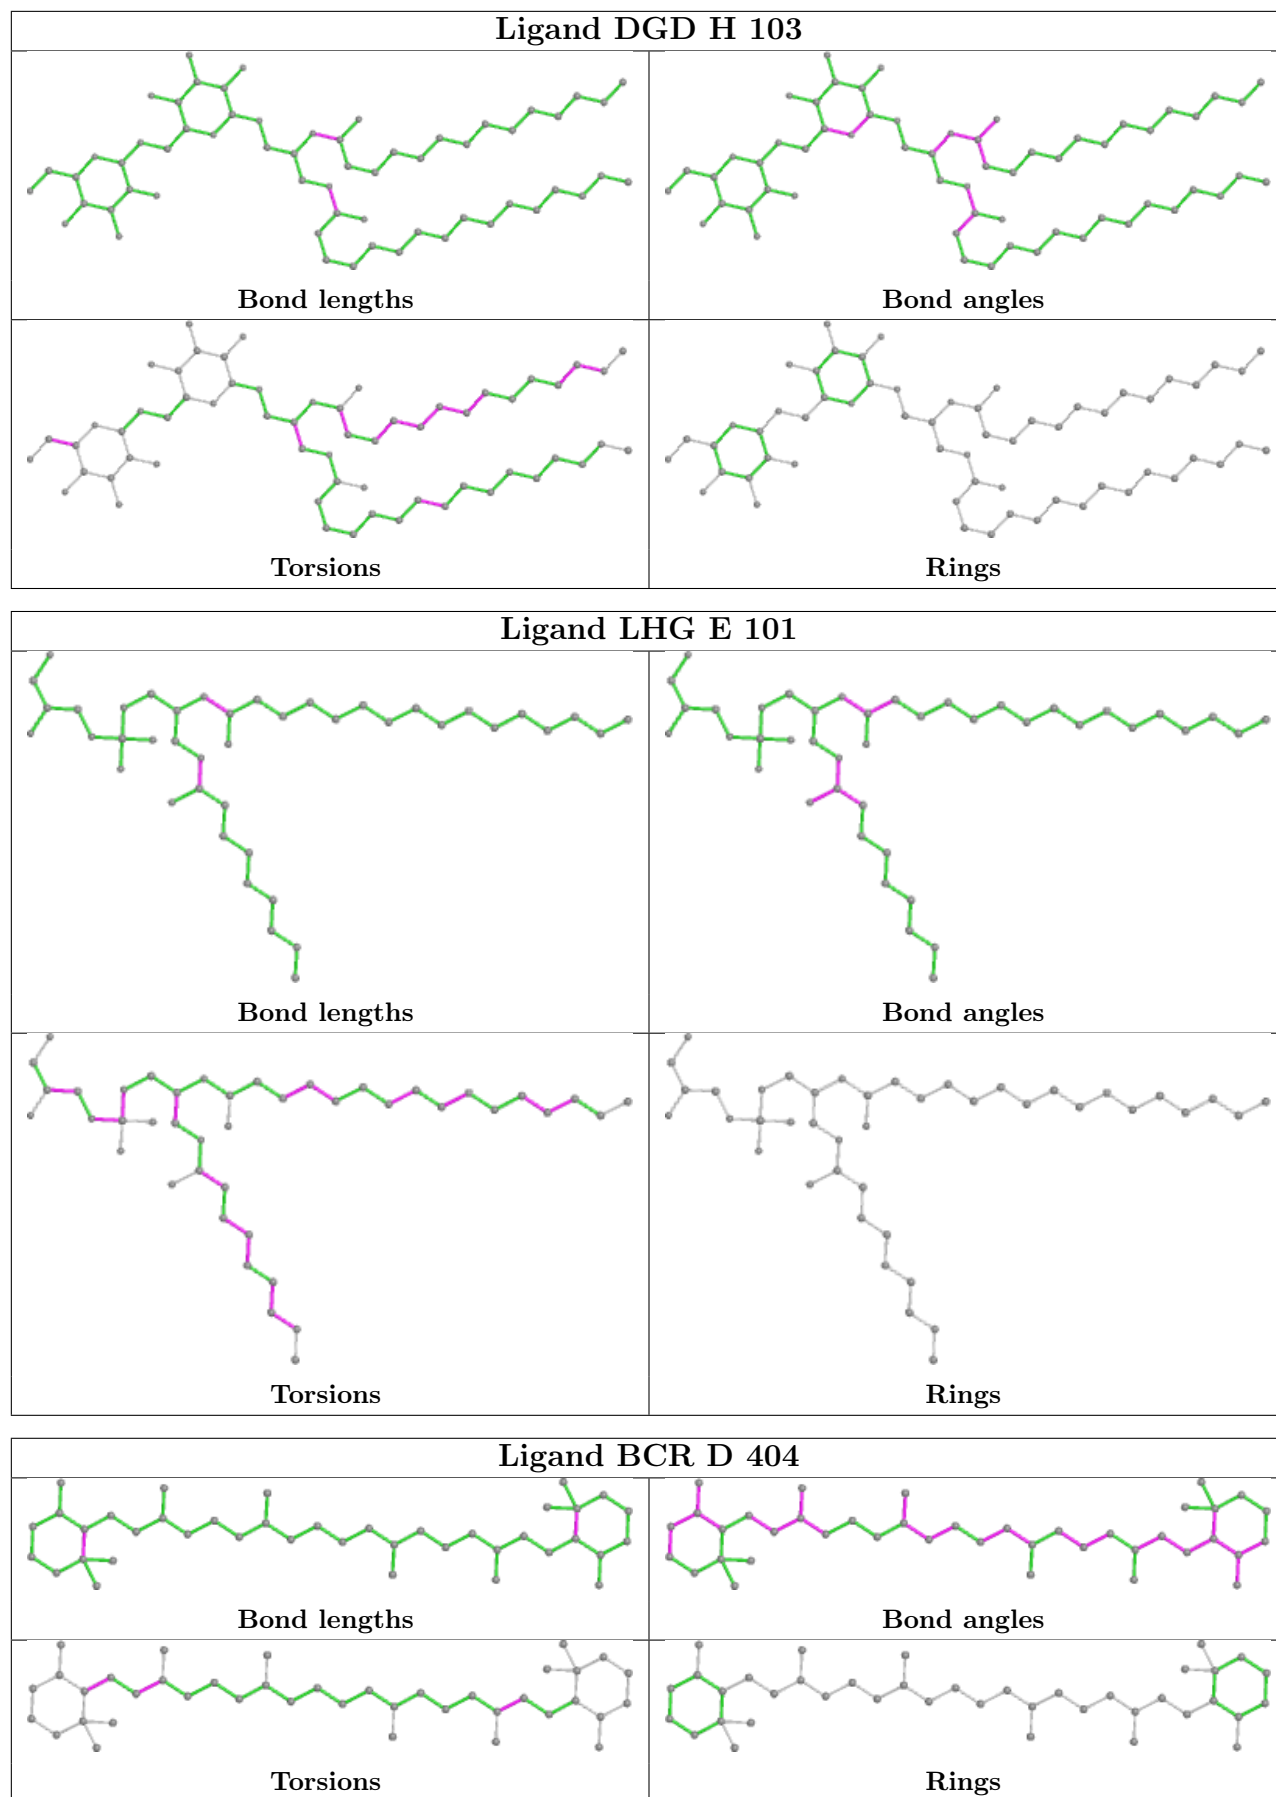 Ligand DGD H 103
Bond lengths
Bond angles
Torsions
Rings
Ligand LHG E 101
Bond lengths
Bond angles
Torsions
Rings
Ligand BCR D 404
Bond lengths
Bond angles
Torsions
Rings